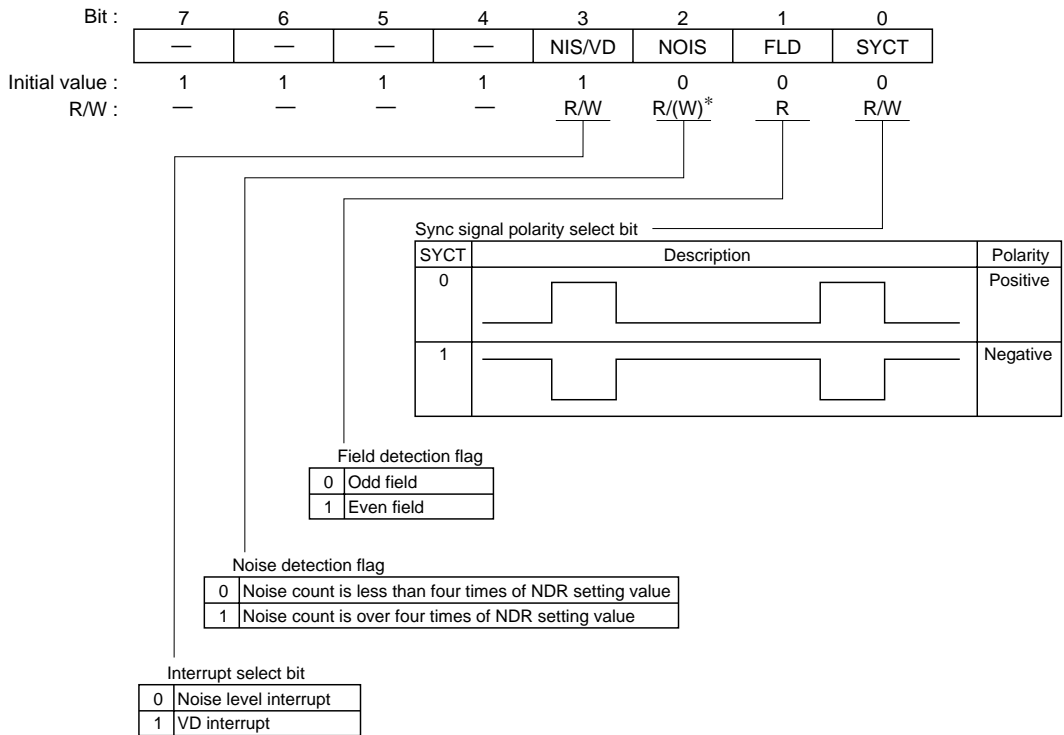 Bit : 7 6 5 4 3 2 1 0
— — — — NIS/VD NOIS FLD SYCT
Initial value : 1 1 1 1 1 0 0 0
R/W : — — — — R/W R/(W)* R R/W
Sync signal polarity select bit
SYCT Description Polarity
0 Positive
1 Negative
Field detection flag
0 Odd field
1 Even field
Noise detection flag
0 Noise count is less than four times of NDR setting value
1 Noise count is over four times of NDR setting value
Interrupt select bit
0 Noise level interrupt
1 VD interrupt